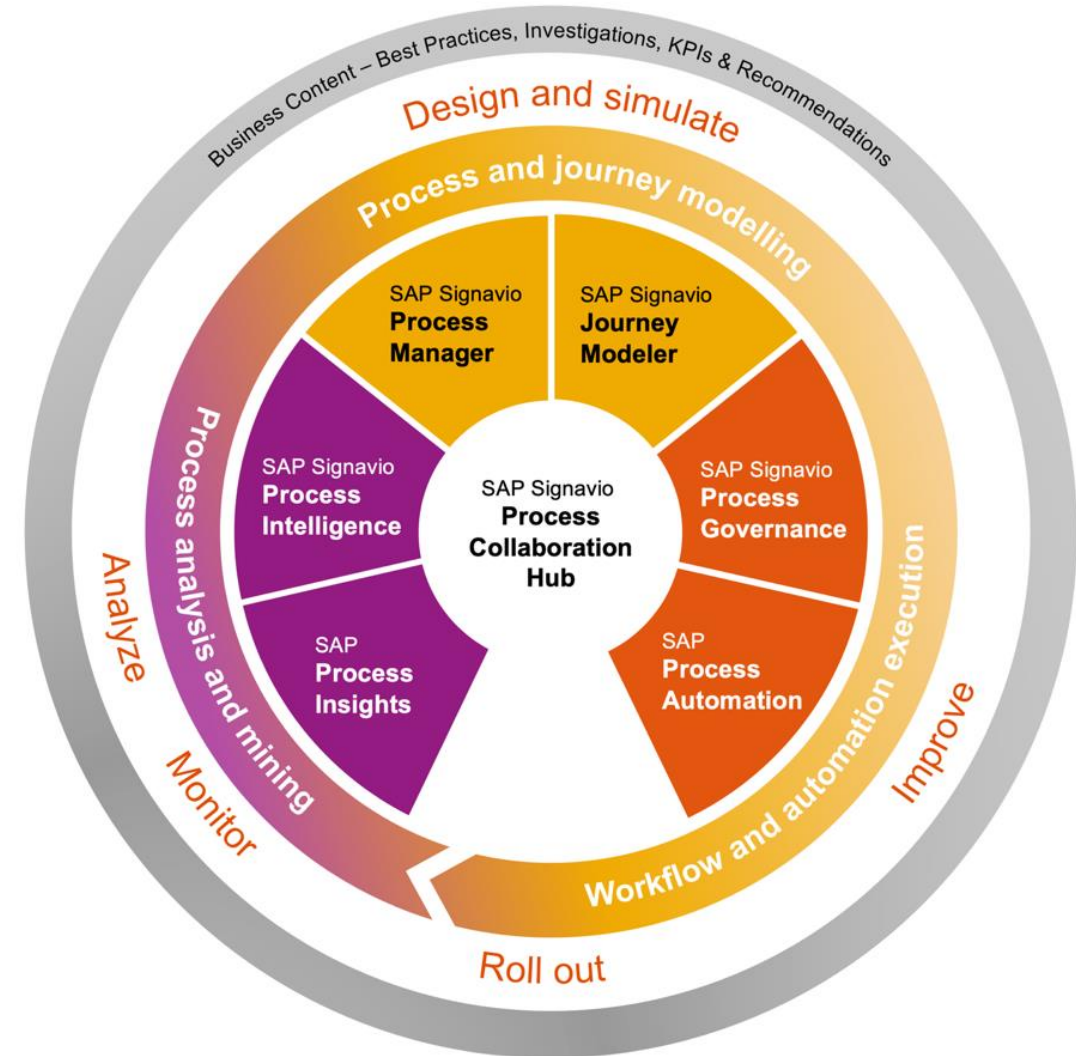 Business Content – Best Practices, Investigations, KPIs & Recommendations
Design and simulate
Process and journey modelling
SAP Signavio
Process
Manager
SAP Signavio
Journey
Modeler
SAP Signavio
Process
Intelligence
SAP Signavio
Process
Collaboration
Hub
SAP Signavio
Process
Governance
SAP
Process
Insights
SAP
Process
Automation
Process analysis and mining
Workflow and automation execution
Analyze
Monitor
Improve
Roll out